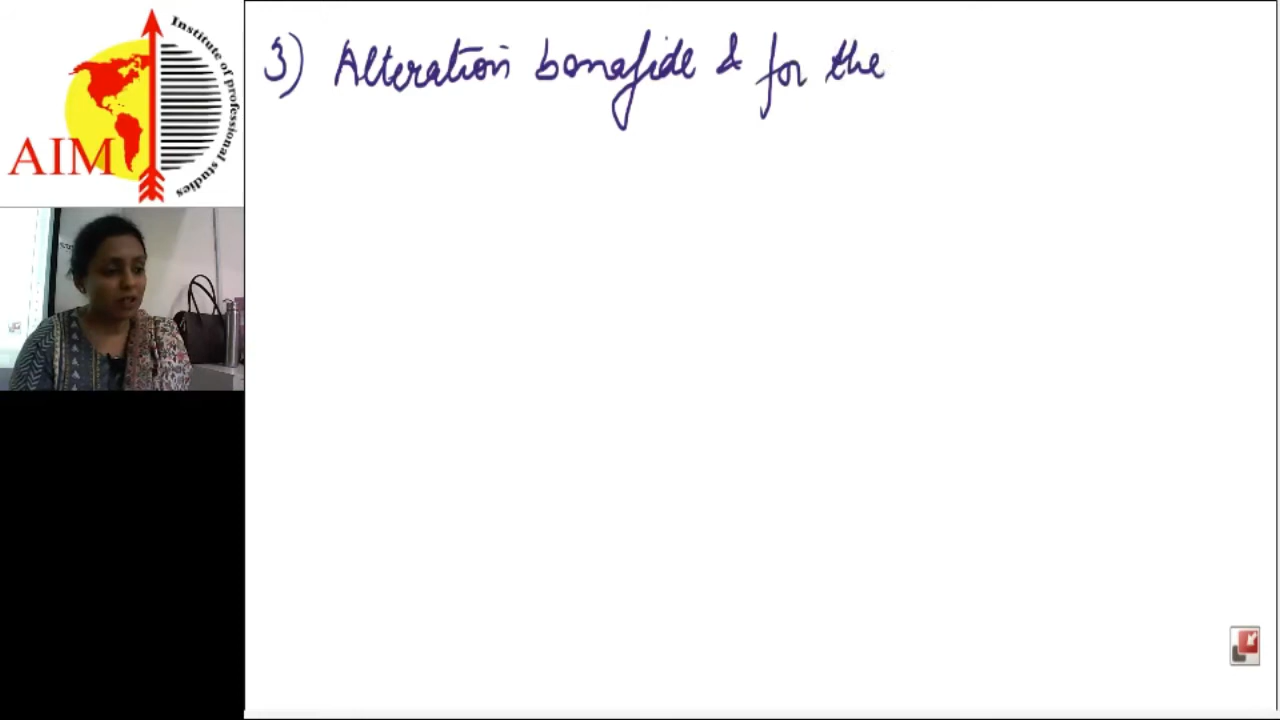 Institute of professional studies
AIM
3) Alteration bonafide & for the